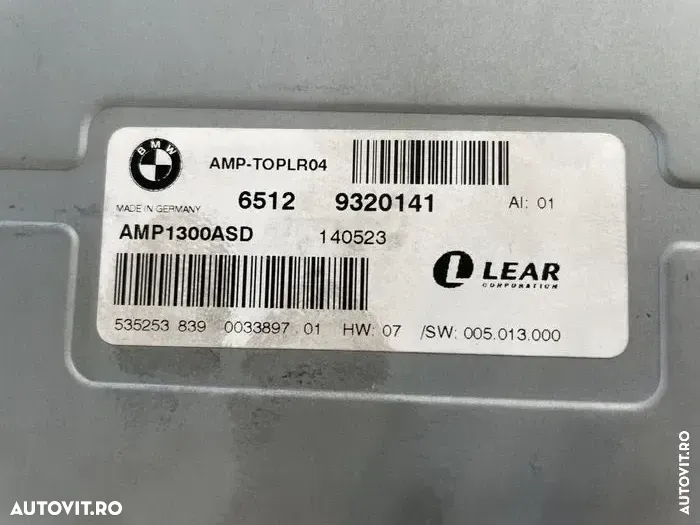 BMW
AMP-TOPLR04
6512 9320141 AI: 01
MADE IN GERMANY
AMP1300ASD 140523
LEAR
CORPORATION
535253 839 0033897 01 HW: 07 /SW: 005.013.000
AUTOVIT.RO AUTOVIT.RO